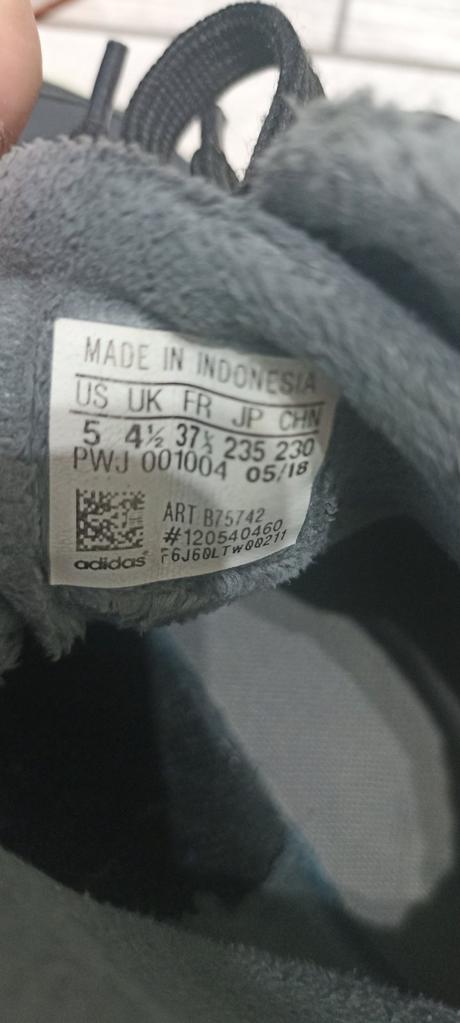 MADE IN INDONESIA
US UK FR JP CHN
5 4½ 37⅓ 235 230
PWJ 001004 05/18
ART B75742
#120540460
F6J60LTW00211
adidas